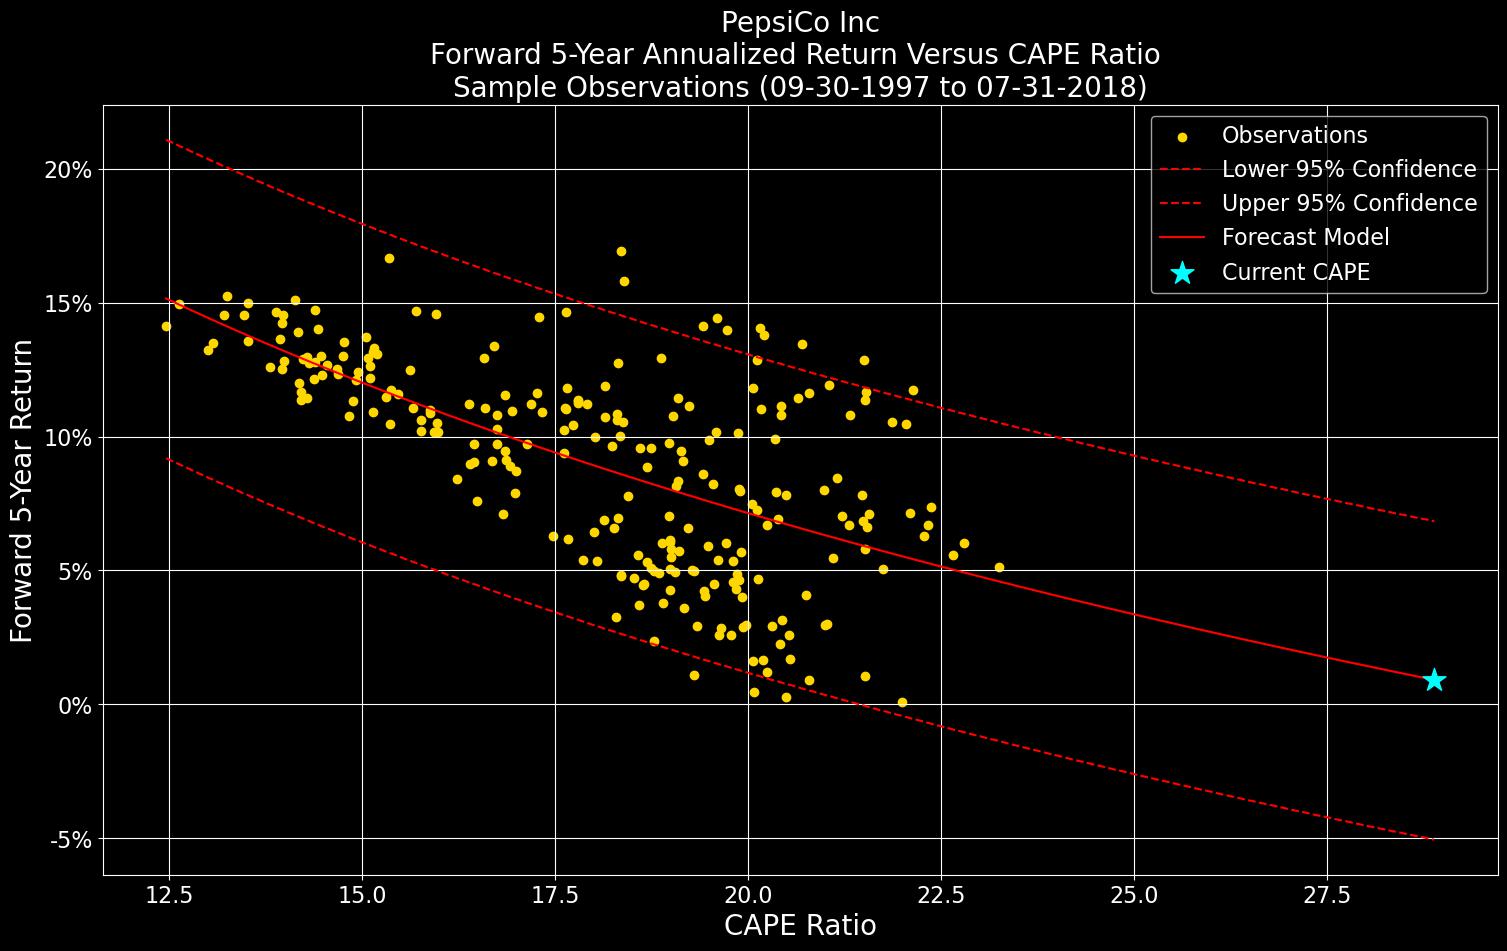 PepsiCo Inc
Forward 5-Year Annualized Return Versus CAPE Ratio
Sample Observations (09-30-1997 to 07-31-2018)
Observations
Lower 95% Confidence
Upper 95% Confidence
Forecast Model
Current CAPE
Forward 5-Year Return
20%
15%
10%
5%
0%
-5%
12.5 15.0 17.5 20.0 22.5 25.0 27.5
CAPE Ratio